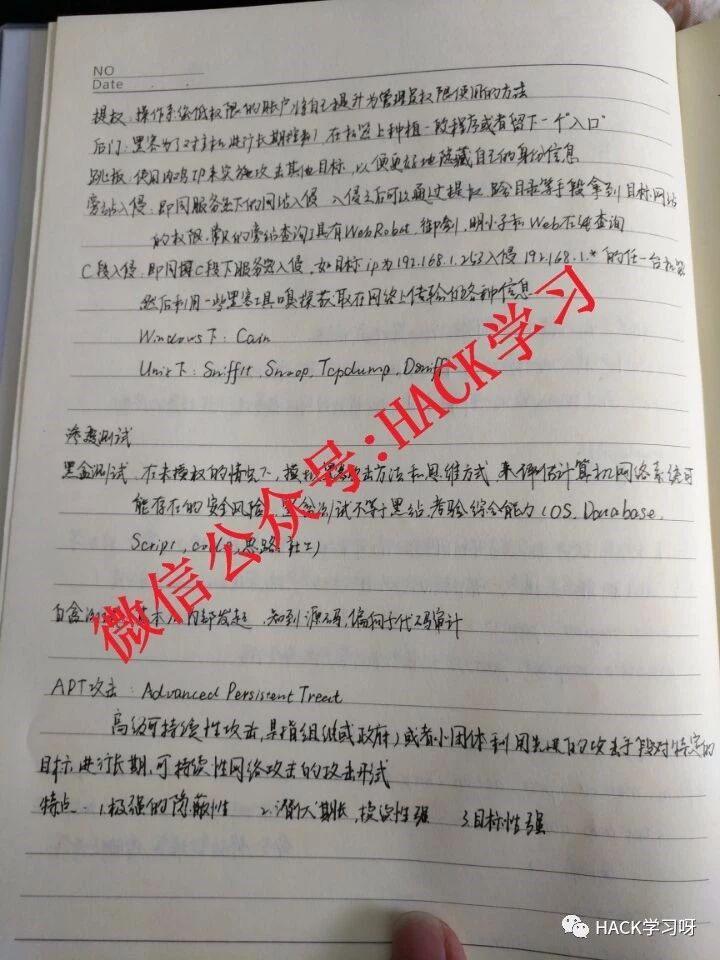 NO
Date
提权:操作系统低权限的账户将自己提升为管理员权限使用的方法
后门:黑客为了对主机进行长期控制,在机器上种植一段程序或者留下一个"入口"
跳板:使用肉鸡IP来实施攻击其他目标,以便更好地隐藏自己的身份信息
旁站入侵:即同服务器下的网站入侵,入侵之后可以通过提权 跨目录等手段拿到目标网站
的权限,常见的旁站查询工具有WebRobot、御剑、明小子和Web在线查询
C段入侵:即同网C段下服务器入侵,如目标ip为192.168.1.253入侵192.168.1.*的任一台机器
然后利用一些黑客工具嗅探获取在网络上传输的各种信息
Windows下:Cain
Unix下:Sniffit、Snoop、Tcpdump、Dsniff
渗透测试
黑盒测试:在未授权的情况下,模拟黑客攻击方法和思维方式 来评估计算机网络系统可
能存在的安全风险,黑盒测试不等于黑站,考验综合能力(OS、Darabase、
Script, code、思路、社工)
白盒 内部发起,知到源码,偏向于代码审计
APT攻击:Advanced Persistent Treat
高级可持续性攻击,是指组织(或政府)或者小团体利用先进的攻击手段对特定的
目标,进行长期,可持续性网络攻击的攻击形式
特点:1.极强的隐蔽性 2.潜伏期长,持续性强 3.目标性强
微信公众号:HACK学习
HACK学习呀